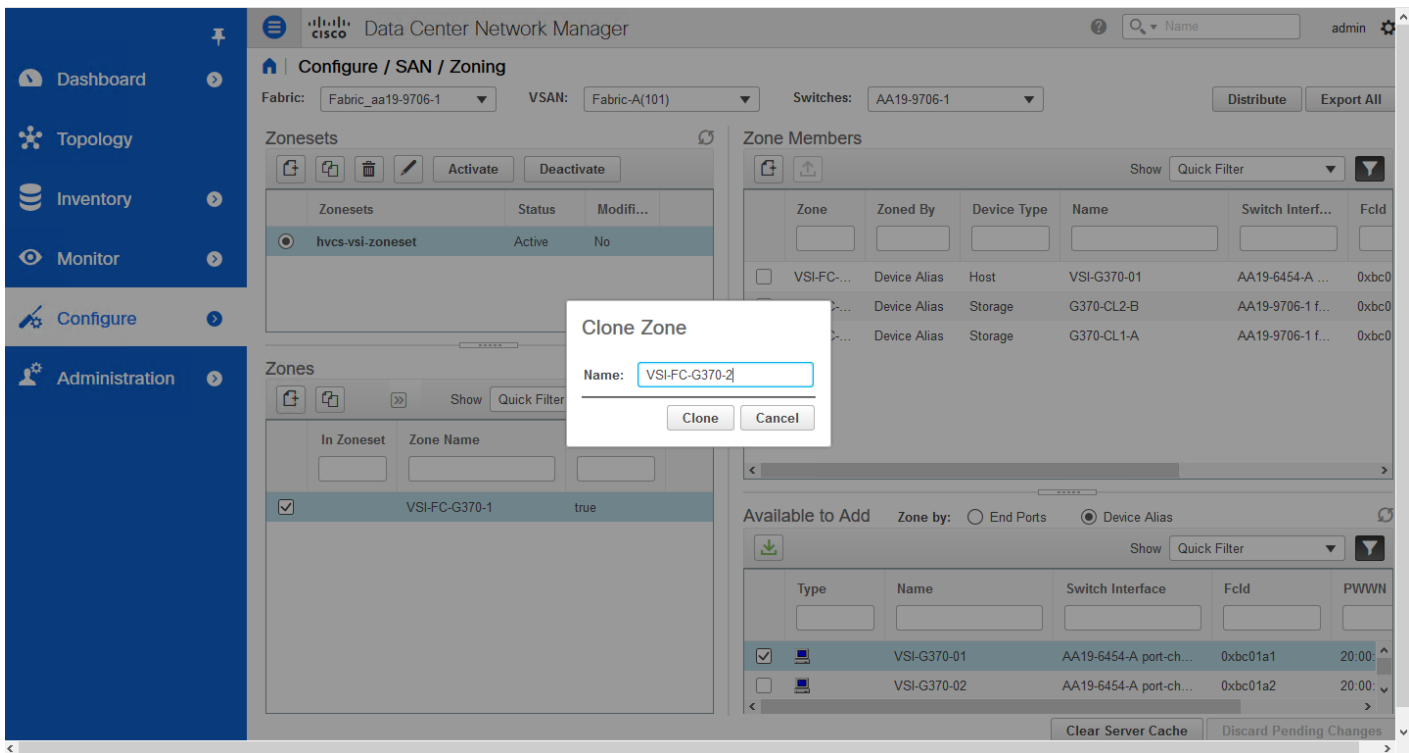 cisco Data Center Network Manager
Name
admin
Dashboard
Topology
Inventory
Monitor
Configure
Administration
Configure / SAN / Zoning
Fabric: Fabric_aa19-9706-1 VSAN: Fabric-A(101) Switches: AA19-9706-1 Distribute Export All
Zonesets
Activate Deactivate
Zonesets Status Modifi...
hvcs-vsi-zoneset Active No
Zones
Show Quick Filter
In Zoneset Zone Name
VSI-FC-G370-1 true
Clone Zone
Name: VSI-FC-G370-2
Clone Cancel
Zone Members
Show Quick Filter
Zone Zoned By Device Type Name Switch Interf... FcId
VSI-FC-... Device Alias Host VSI-G370-01 AA19-6454-A ... 0xbc0
Device Alias Storage G370-CL2-B AA19-9706-1 f... 0xbc0
Device Alias Storage G370-CL1-A AA19-9706-1 f... 0xbc0
Available to Add Zone by: End Ports Device Alias
Show Quick Filter
Type Name Switch Interface FcId PWWN
VSI-G370-01 AA19-6454-A port-ch... 0xbc01a1 20:00:
VSI-G370-02 AA19-6454-A port-ch... 0xbc01a2 20:00:
Clear Server Cache Discard Pending Changes